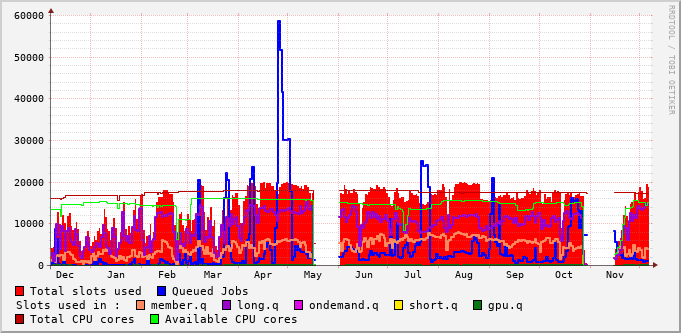 60000
50000
40000
30000
20000
10000
0
Dec Jan Feb Mar Apr May Jun Jul Aug Sep Oct Nov
RRDTOOL / TOBI OETIKER
Total slots used Queued Jobs
Slots used in : member.q long.q ondemand.q short.q gpu.q
Total CPU cores Available CPU cores